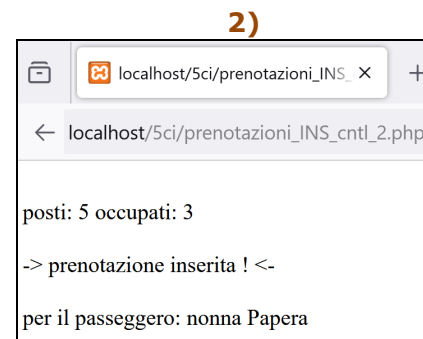 2)
localhost/5ci/prenotazioni_INS_
localhost/5ci/prenotazioni_INS_cntl_2.php
posti: 5 occupati: 3
-> prenotazione inserita ! <-
per il passeggero: nonna Papera